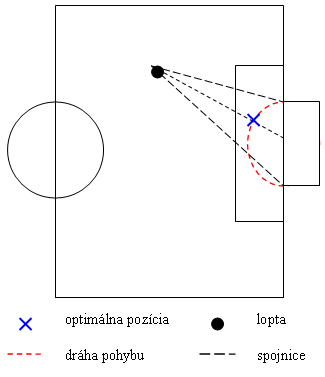 optimálna pozícia
lopta
dráha pohybu
spojnice